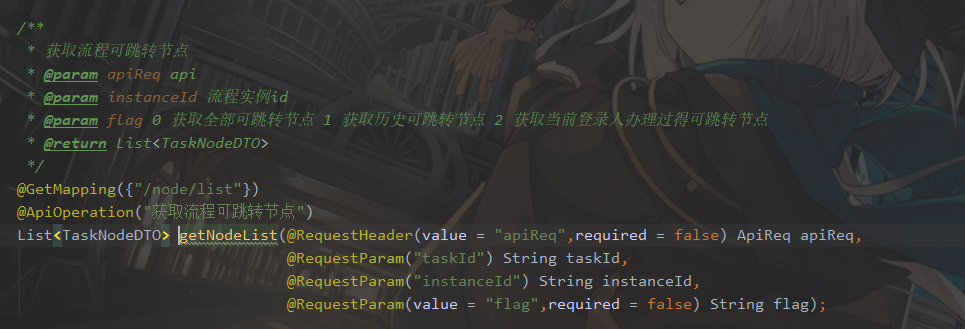 /**
 * 获取流程可跳转节点
 * @param apiReq api
 * @param instanceId 流程实例id
 * @param flag 0 获取全部可跳转节点 1 获取历史可跳转节点 2 获取当前登录人办理过得可跳转节点
 * @return List<TaskNodeDTO>
 */
@GetMapping({"/node/list"})
@ApiOperation("获取流程可跳转节点")
List<TaskNodeDTO> getNodeList(@RequestHeader(value = "apiReq",required = false) ApiReq apiReq,
@RequestParam("taskId") String taskId,
@RequestParam("instanceId") String instanceId,
@RequestParam(value = "flag",required = false) String flag);